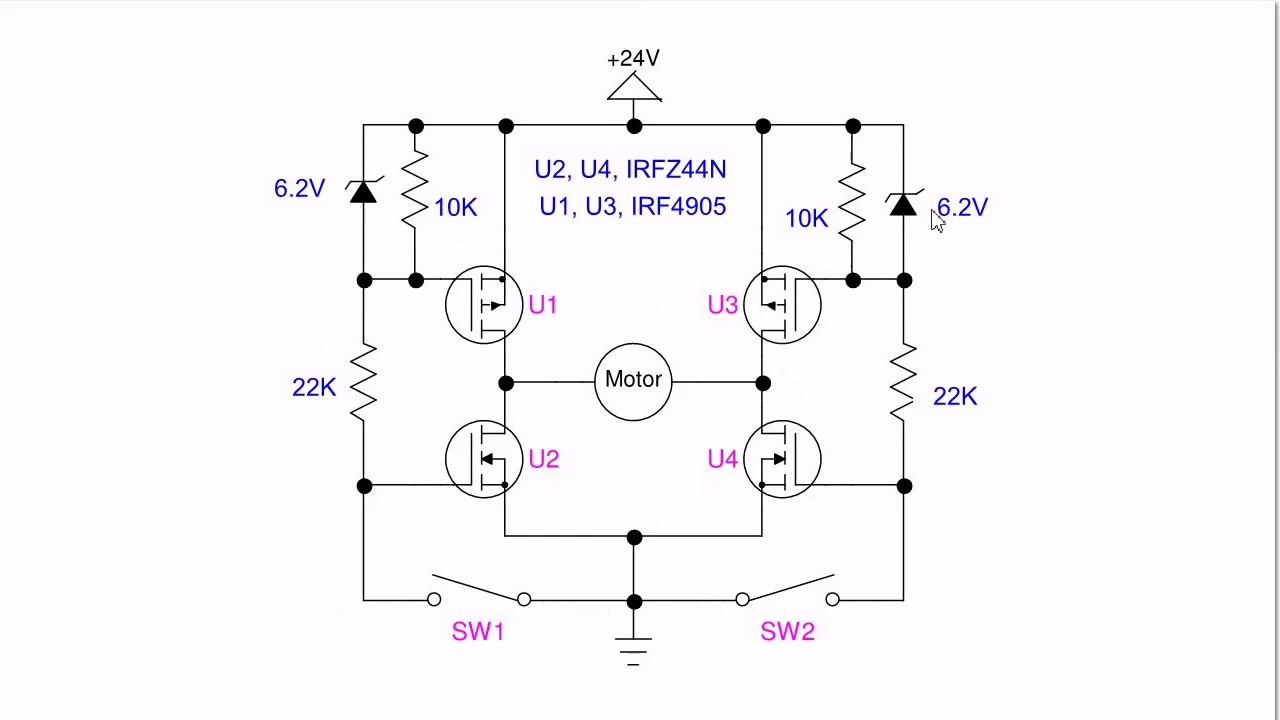 +24V
U2, U4, IRFZ44N
6.2V
10K
U1, U3, IRF4905
10K
6.2V
U1
U3
22K
Motor
22K
U2
U4
SW1
SW2